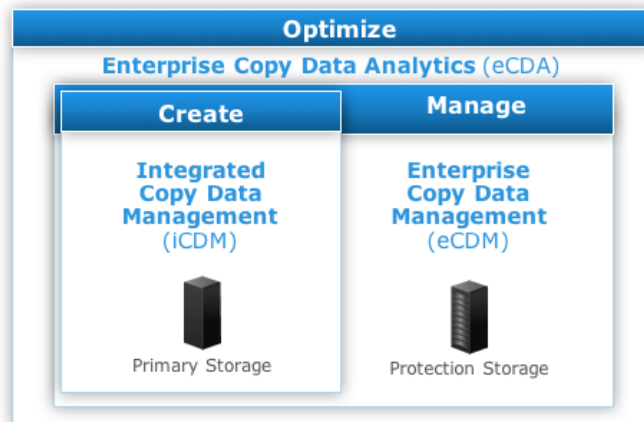 Optimize
Enterprise Copy Data Analytics (eCDA)
Create
Manage
Integrated
Copy Data
Management
(iCDM)
Primary Storage
Enterprise
Copy Data
Management
(eCDM)
Protection Storage